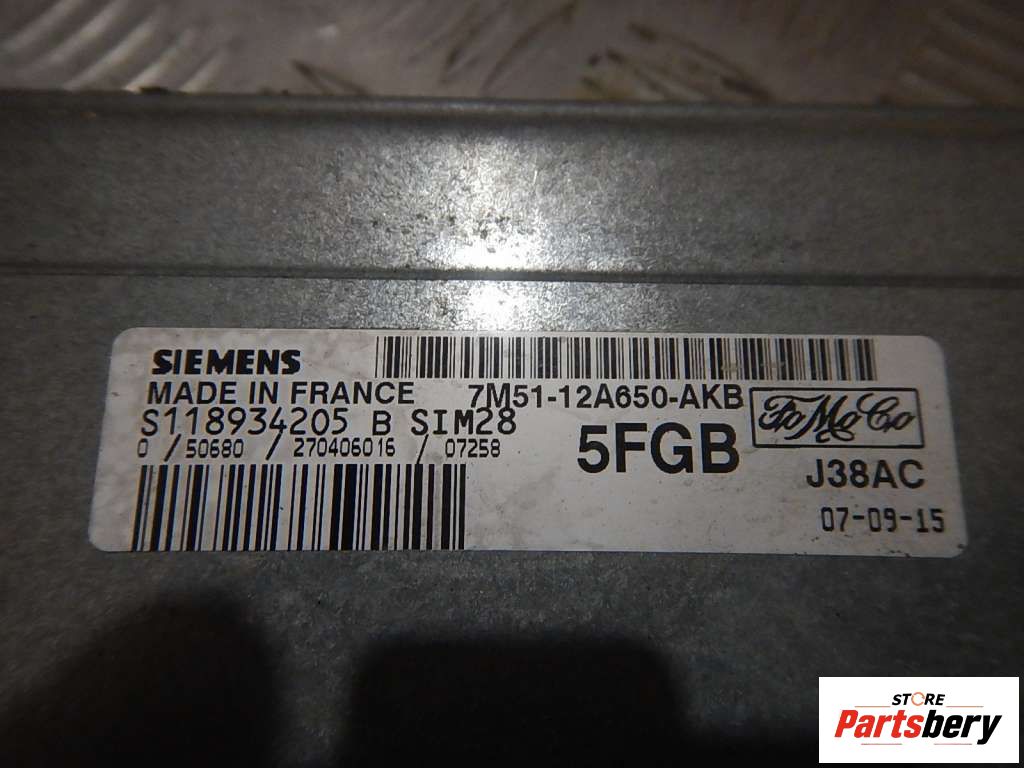 SIEMENS
MADE IN FRANCE 7M51-12A650-AKB
S118934205 B SIM28
0 /50680 /270406016 /07258
5FGB
FoMoCo
J38AC
07-09-15
STORE
Partsbery